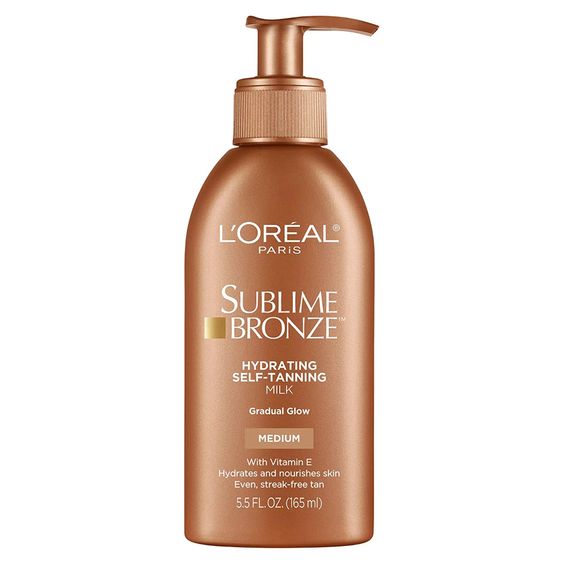 L'ORÉAL®
PARIS
SUBLIME
BRONZE™
HYDRATING
SELF-TANNING
MILK
Gradual Glow
MEDIUM
With Vitamin E
Hydrates and nourishes skin
Even, streak-free tan
5.5 FL.OZ. (165 ml)